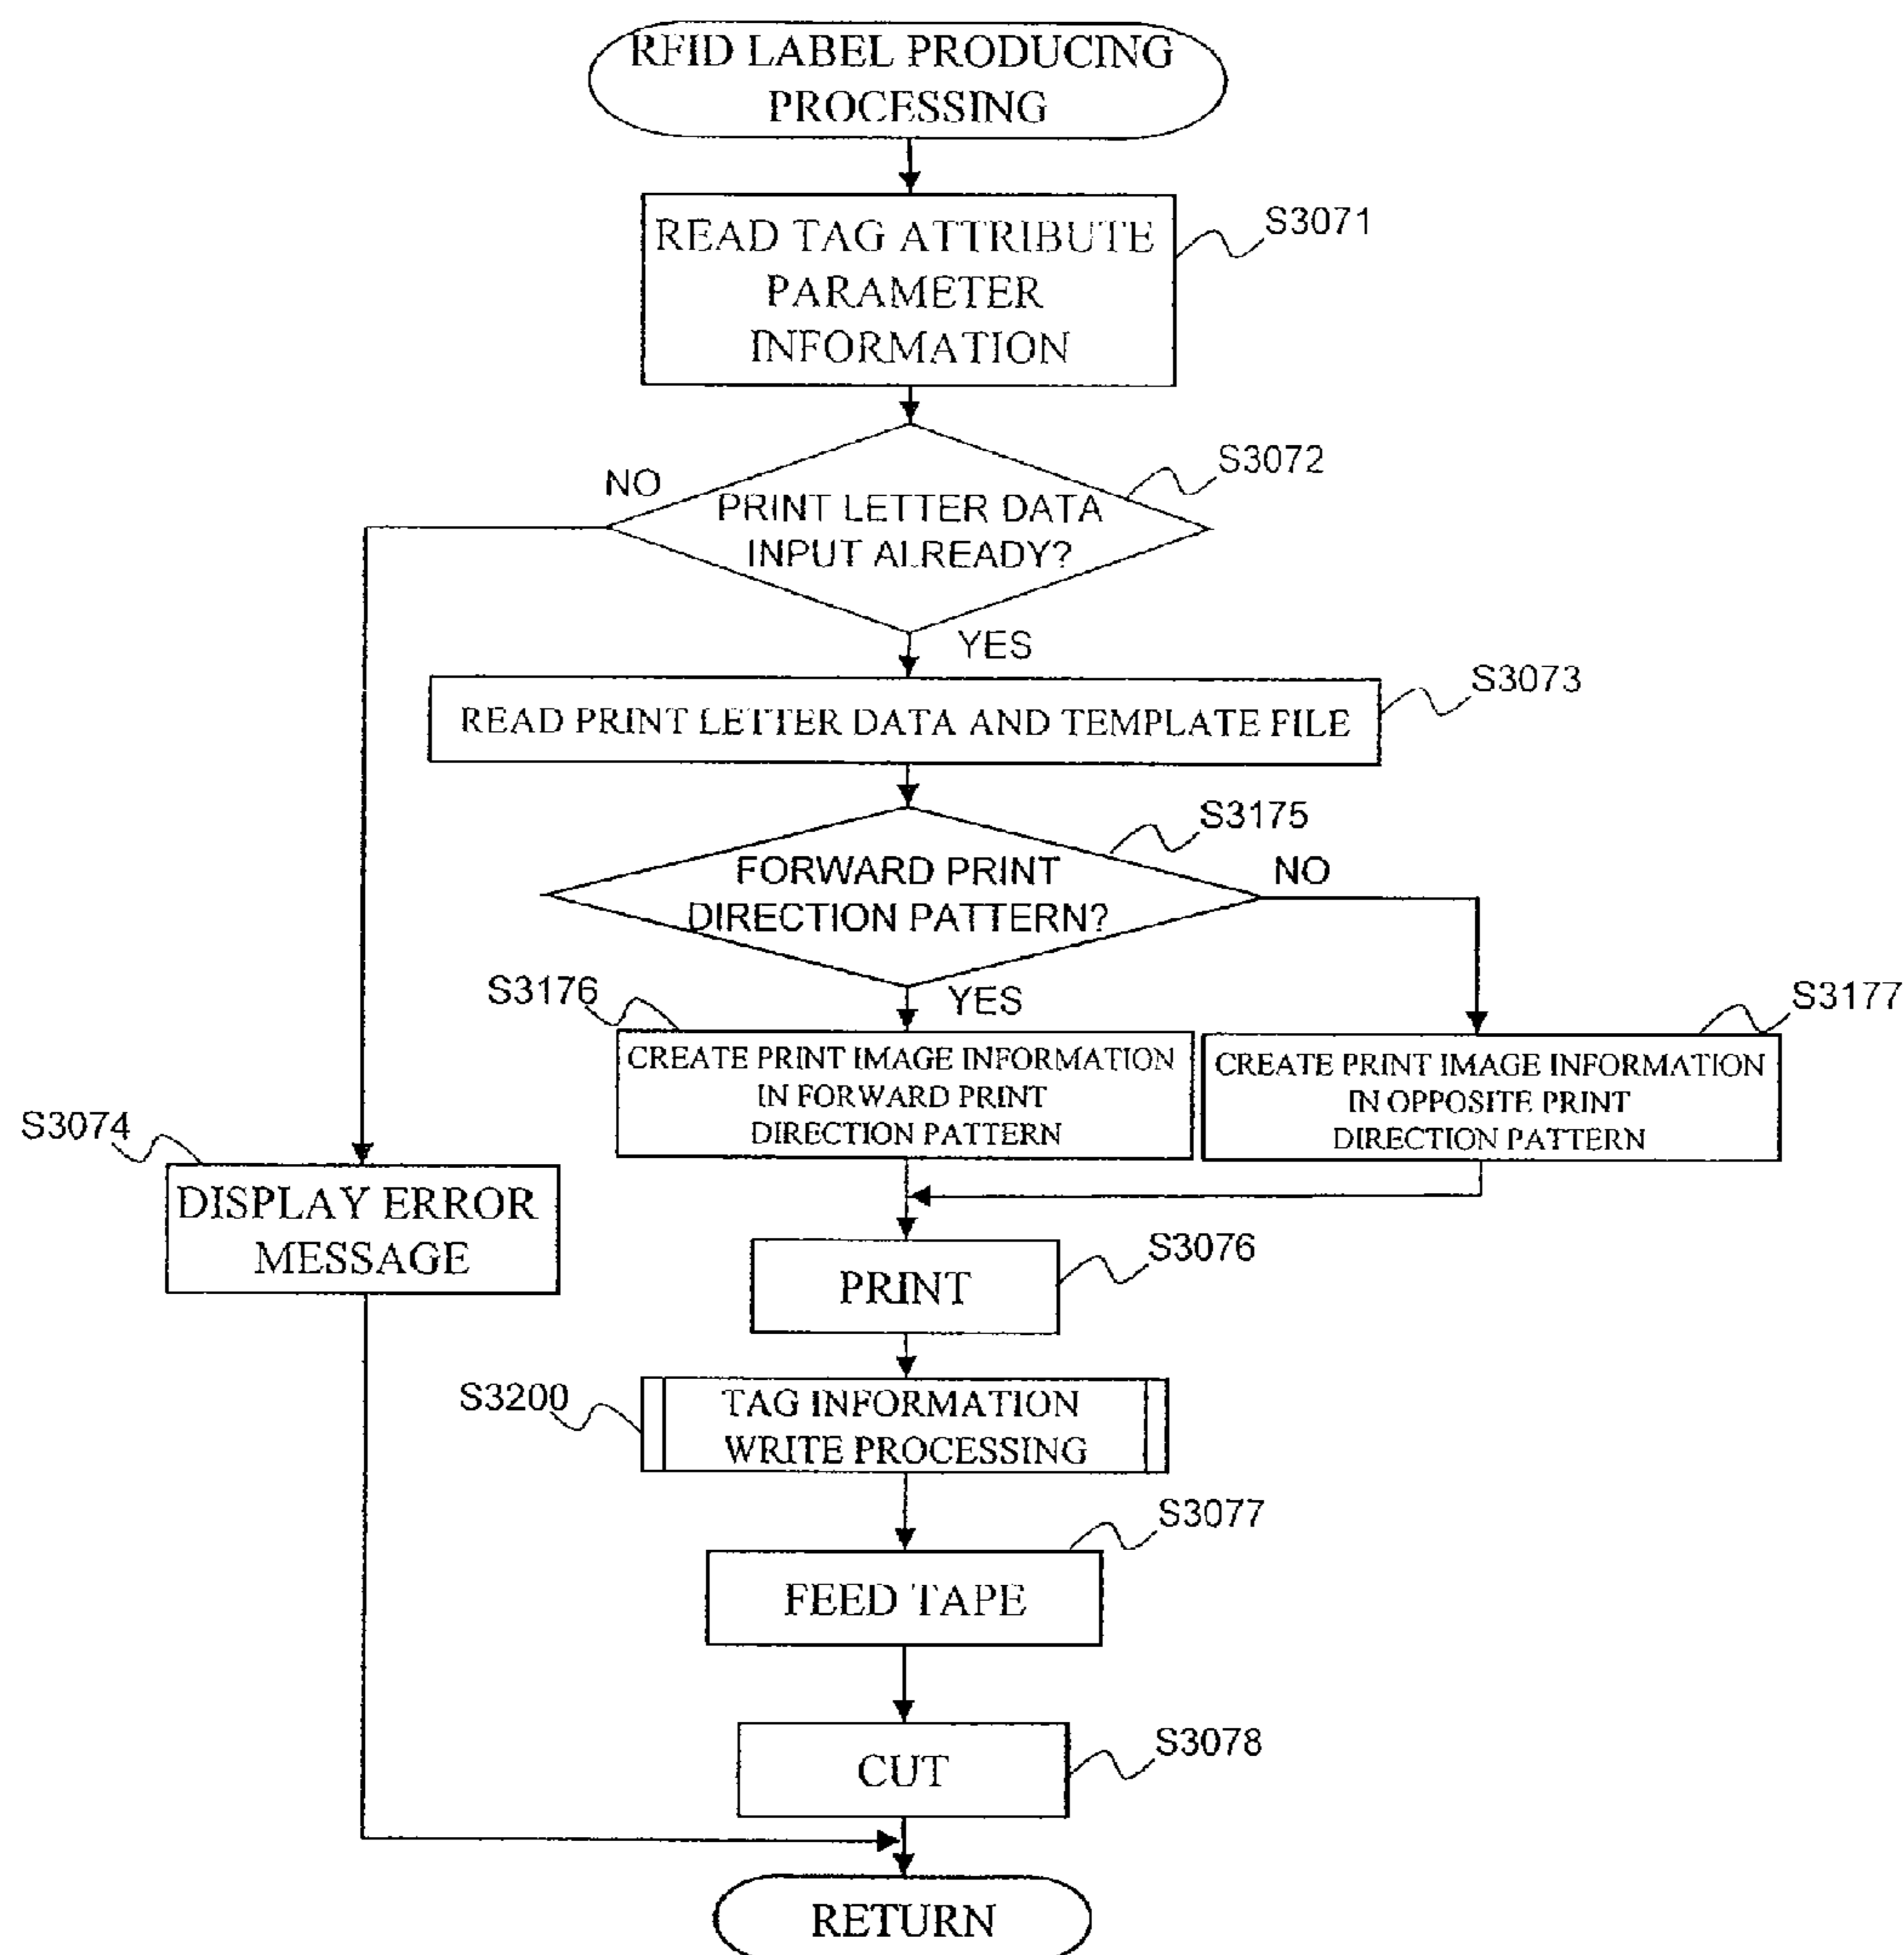 RFID LABEL PRODUCING
PROCESSING
READ TAG ATTRIBUTE
PARAMETER
INFORMATION
S3071
S3072
NO
PRINT LETTER DATA
INPUT ALREADY?
YES
S3073
READ PRINT LETTER DATA AND TEMPLATE FILE
S3175
FORWARD PRINT
DIRECTION PATTERN?
NO
S3176
YES
S3177
CREATE PRINT IMAGE INFORMATION
IN FORWARD PRINT
DIRECTION PATTERN
CREATE PRINT IMAGE INFORMATION
IN OPPOSITE PRINT
DIRECTION PATTERN
S3074
DISPLAY ERROR
MESSAGE
S3076
PRINT
S3200
TAG INFORMATION
WRITE PROCESSING
S3077
FEED TAPE
S3078
CUT
RETURN